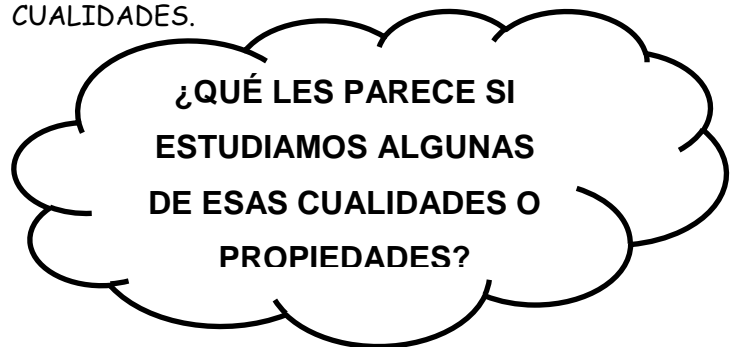 CUALIDADES.
¿QUÉ LES PARECE SI
ESTUDIAMOS ALGUNAS
DE ESAS CUALIDADES O
PROPIEDADES?